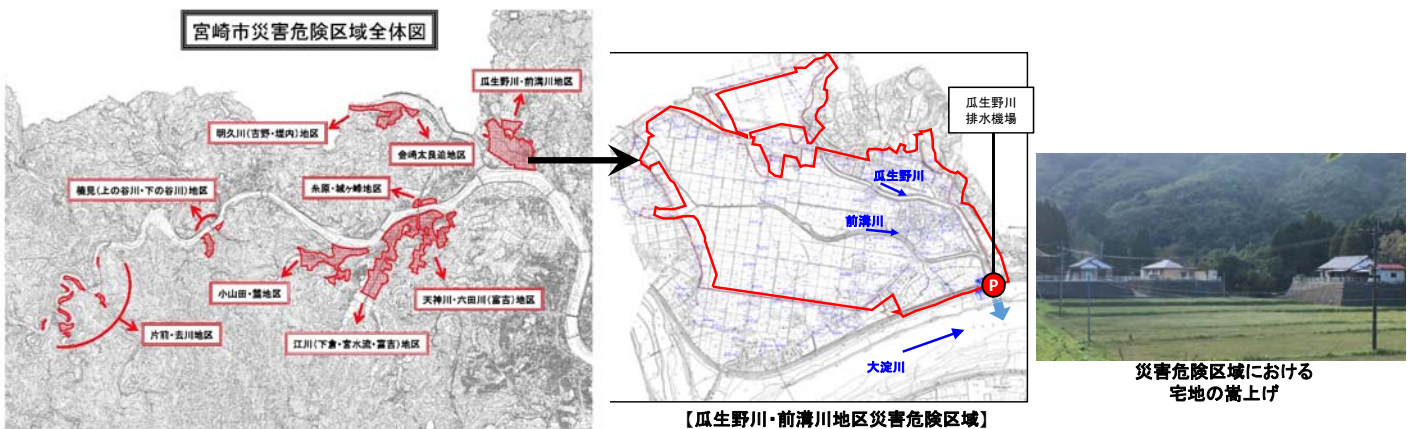 宮崎市災害危険区域全体図
瓜生野川・前溝川地区
明久川(吉野・堤内)地区
金崎太良迫地区
楠見(上の谷川・下の谷川)地区
糸原・城ヶ峰地区
小山田・麓地区
天神川・六田川(富吉)地区
片前・去川地区
江川(下倉・宮水流・富吉)地区
瓜生野川
排水機場
瓜生野川
前溝川
P
大淀川
【瓜生野川・前溝川地区災害危険区域】
災害危険区域における
宅地の嵩上げ